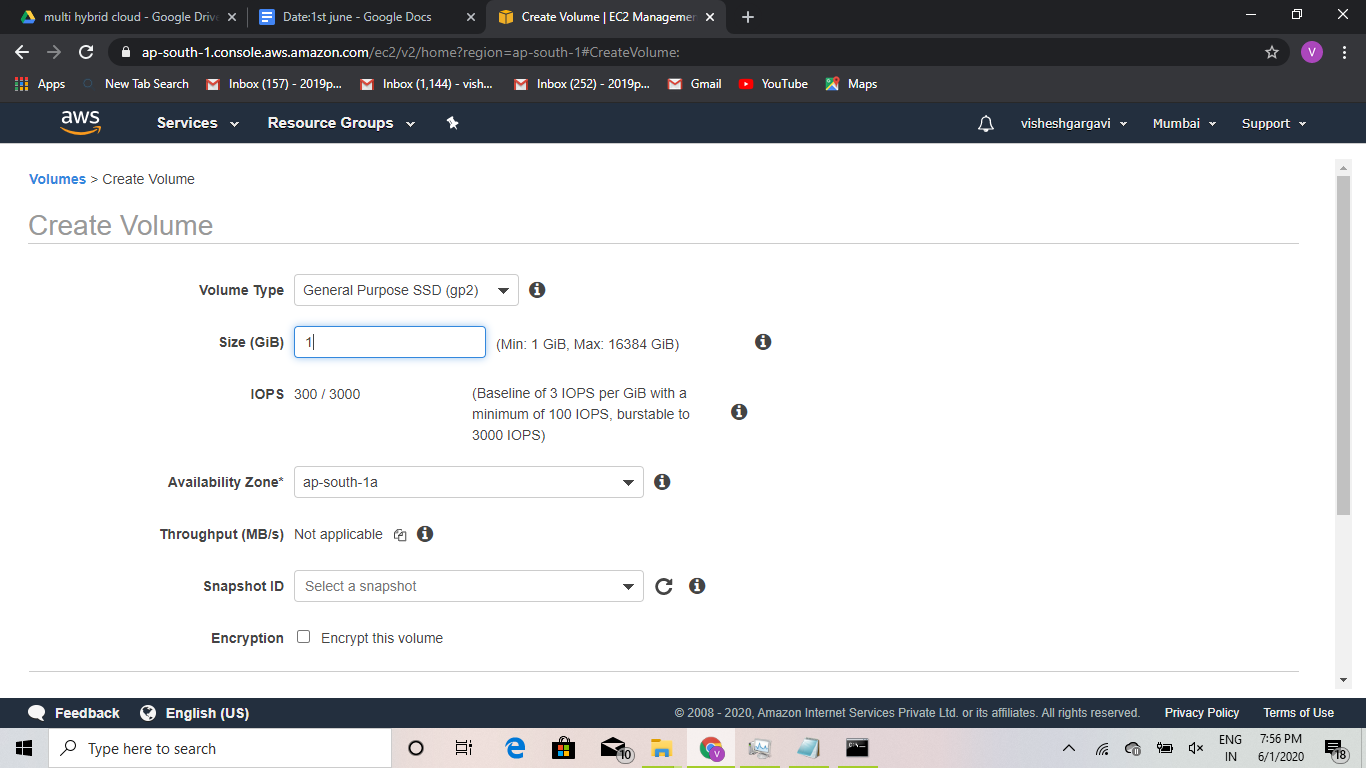 multi hybrid cloud - Google Drive
Date:1st june - Google Docs
Create Volume | EC2 Managemer
ap-south-1.console.aws.amazon.com/ec2/v2/home?region=ap-south-1#CreateVolume:
V
Apps
New Tab Search
Inbox (157) - 2019p...
Inbox (1,144) - vish...
Inbox (252) - 2019p...
Gmail
YouTube
Maps
aws
Services
Resource Groups
visheshgargavi
Mumbai
Support
Volumes > Create Volume
Create Volume
Volume Type General Purpose SSD (gp2)
Size (GiB) 1 (Min: 1 GiB, Max: 16384 GiB)
IOPS 300 / 3000 (Baseline of 3 IOPS per GiB with a
minimum of 100 IOPS, burstable to
3000 IOPS)
Availability Zone* ap-south-1a
Throughput (MB/s) Not applicable
Snapshot ID Select a snapshot
Encryption Encrypt this volume
Feedback
English (US)
© 2008 - 2020, Amazon Internet Services Private Ltd. or its affiliates. All rights reserved.
Privacy Policy
Terms of Use
Type here to search
10
V
ENG
IN
7:56 PM
6/1/2020
18